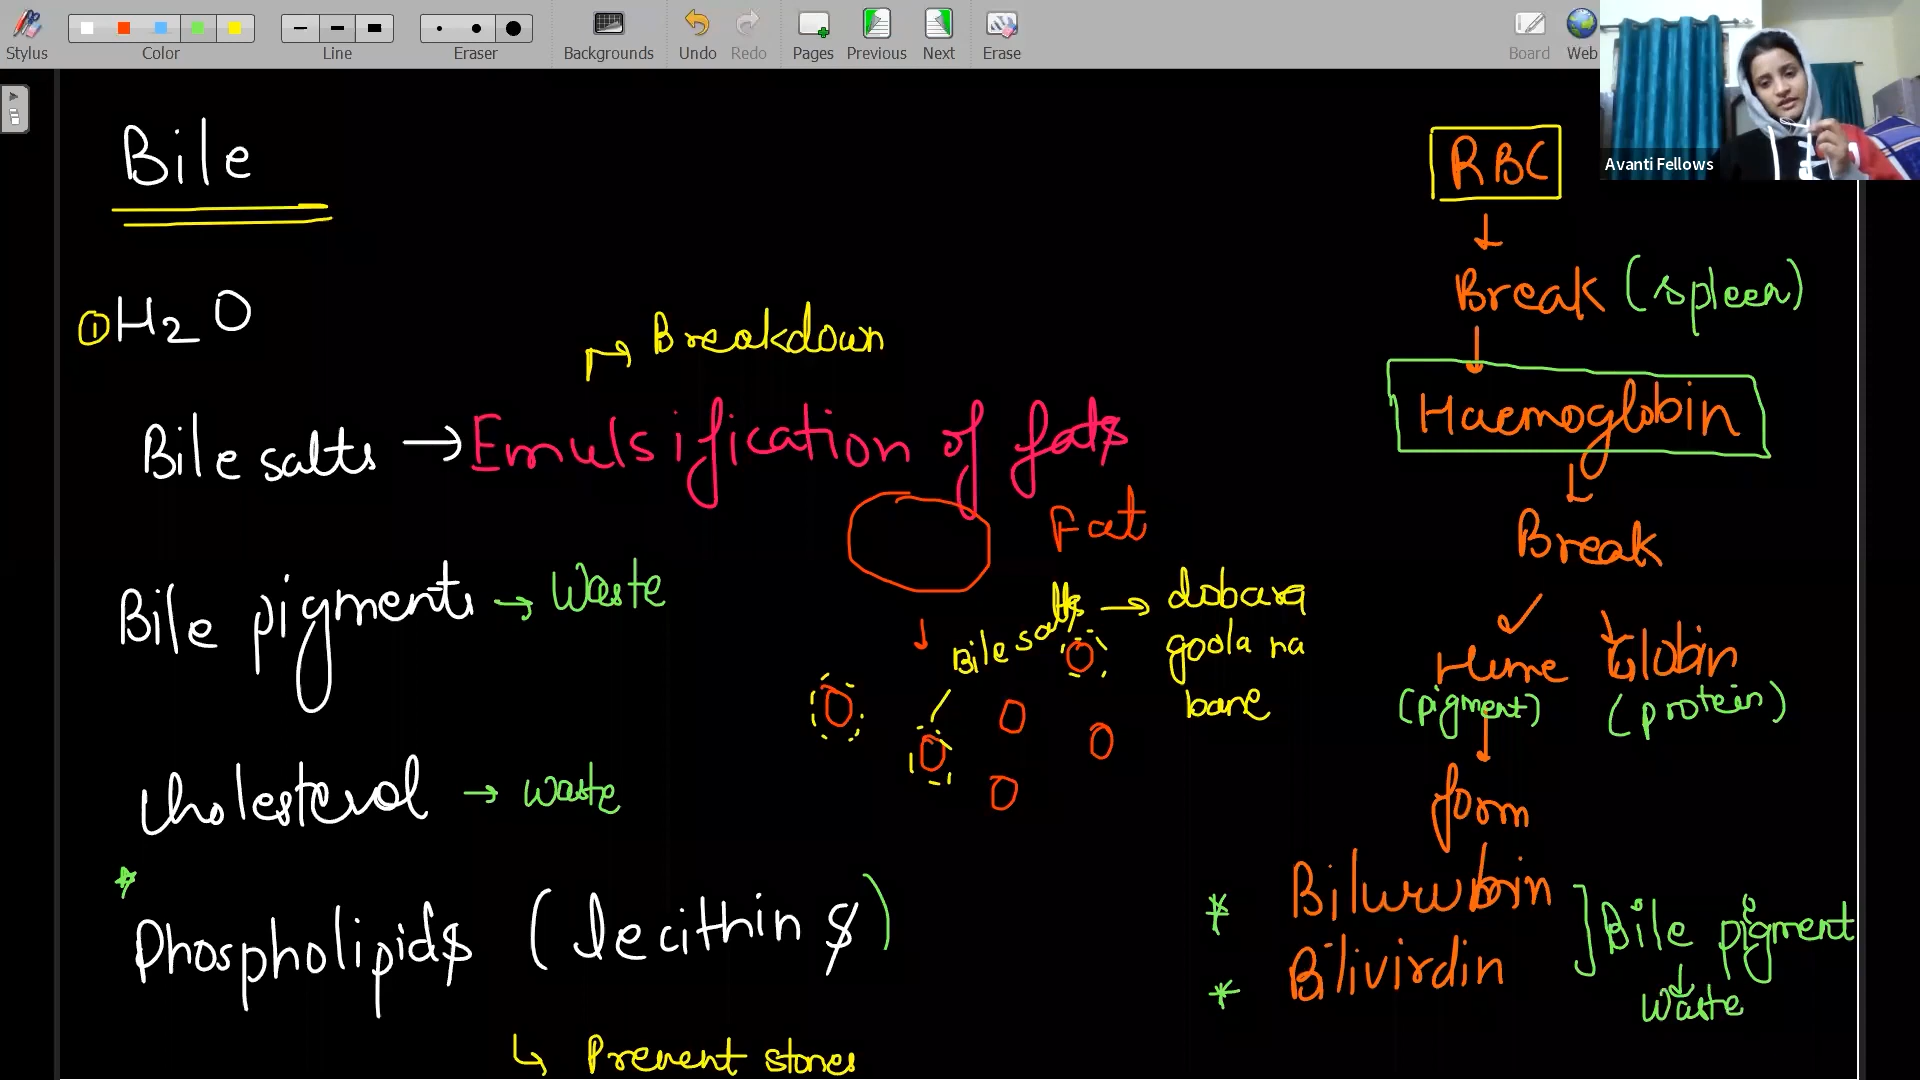 Stylus
Color
Line
Eraser
Backgrounds
Undo
Redo
Pages
Previous
Next
Erase
Board
Web
Avanti Fellows
Bile
① H₂O
Bile salts → Emulsification of fats
↱ Breakdown
Fat
Bile salts → dobara
goola na
bane
Bile pigments → Waste
Cholesterol → waste
* Phospholipids (Lecithins)
↳ Prevent stones
RBC
↓
Break (spleen)
↓
Haemoglobin
↓
Break
Heme Globin
(pigment) (protein)
↓
form
* Bilurubin
* Bilivirdin
] Bile pigment
↓
Waste